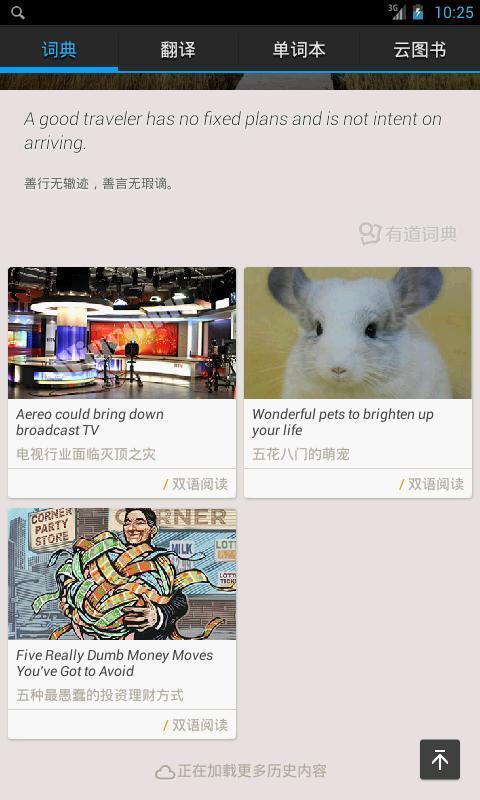 3G
10:25
词典
翻译
单词本
云图书
A good traveler has no fixed plans and is not intent on
arriving.
善行无辙迹，善言无瑕谪。
有道词典
Aereo could bring down
broadcast TV
电视行业面临灭顶之灾
/ 双语阅读
Wonderful pets to brighten up
your life
五花八门的萌宠
/ 双语阅读
CORNER
PARTY
STORE
CORNER
MILK
Five Really Dumb Money Moves
You've Got to Avoid
五种最愚蠢的投资理财方式
/ 双语阅读
正在加载更多历史内容